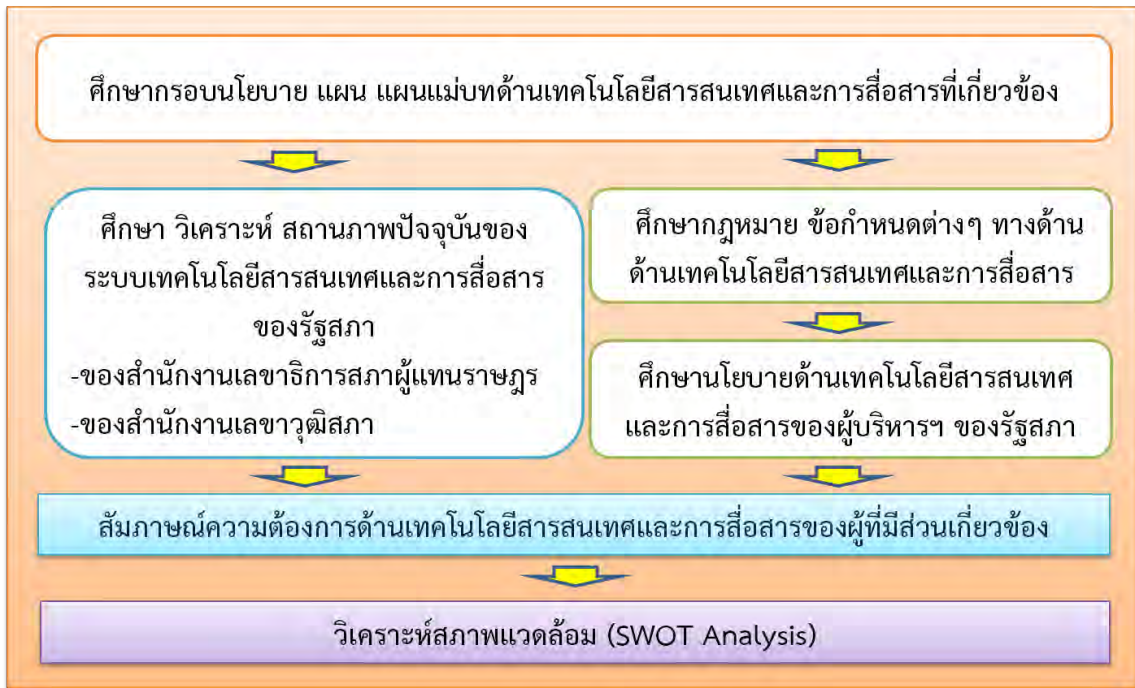 ศึกษากรอบนโยบาย แผน แผนแม่บทด้านเทคโนโลยีสารสนเทศและการสื่อสารที่เกี่ยวข้อง
ศึกษา วิเคราะห์ สถานภาพปัจจุบันของ
ระบบเทคโนโลยีสารสนเทศและการสื่อสาร
ของรัฐสภา
-ของสำนักงานเลขาธิการสภาผู้แทนราษฎร
-ของสำนักงานเลขาวุฒิสภา
ศึกษากฎหมาย ข้อกำหนดต่างๆ ทางด้าน
ด้านเทคโนโลยีสารสนเทศและการสื่อสาร
ศึกษานโยบายด้านเทคโนโลยีสารสนเทศ
และการสื่อสารของผู้บริหารฯ ของรัฐสภา
สัมภาษณ์ความต้องการด้านเทคโนโลยีสารสนเทศและการสื่อสารของผู้ที่มีส่วนเกี่ยวข้อง
วิเคราะห์สภาพแวดล้อม (SWOT Analysis)